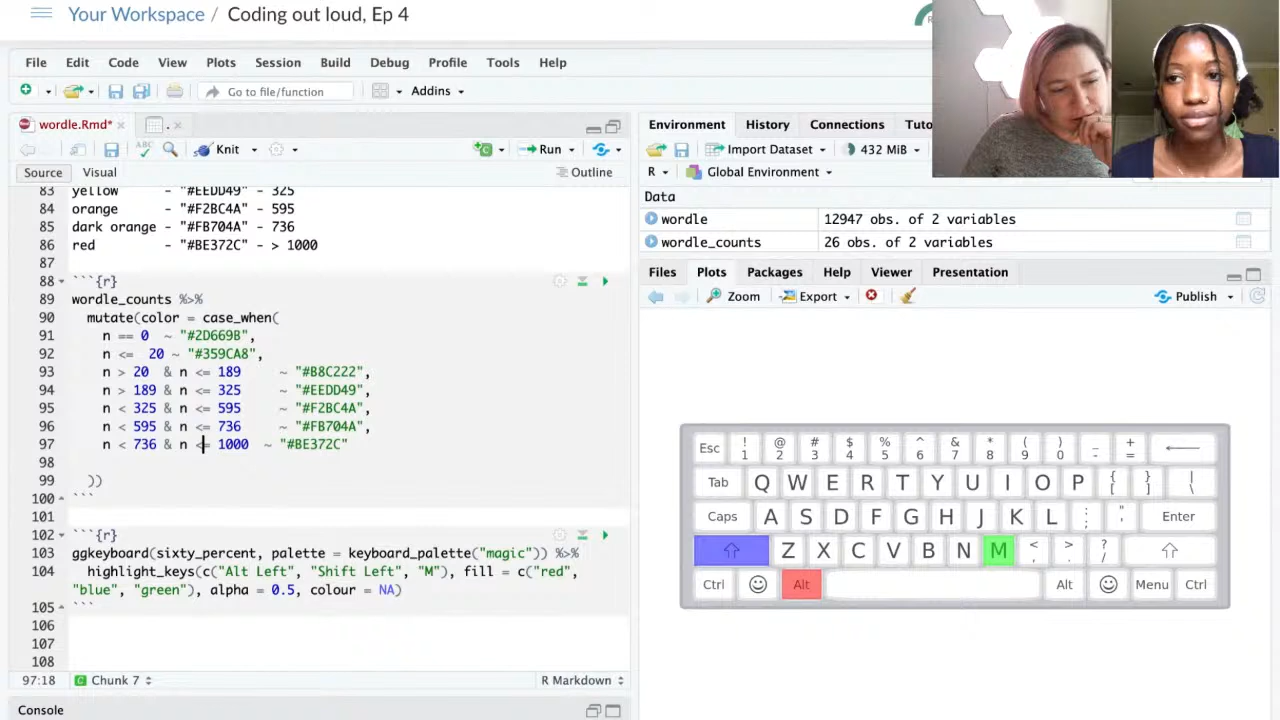 Your Workspace / Coding out loud, Ep 4
File Edit Code View Plots Session Build Debug Profile Tools Help
Go to file/function Addins
wordle.Rmd* .
Knit Run
Source Visual Outline
83 yellow - "#EEDD49" - 325
84 orange - "#F2BC4A" - 595
85 dark orange - "#FB704A" - 736
86 red - "#BE372C" - > 1000
87
88 ```{r}
89 wordle_counts %>%
90 mutate(color = case_when(
91 n == 0 ~ "#2D669B",
92 n <= 20 ~ "#359CA8",
93 n > 20 & n <= 189 ~ "#B8C222",
94 n > 189 & n <= 325 ~ "#EEDD49",
95 n < 325 & n <= 595 ~ "#F2BC4A",
96 n < 595 & n <= 736 ~ "#FB704A",
97 n < 736 & n <= 1000 ~ "#BE372C"
98
99 ))
100 ```
101
102 ```{r}
103 ggkeyboard(sixty_percent, palette = keyboard_palette("magic")) %>%
104 highlight_keys(c("Alt Left", "Shift Left", "M"), fill = c("red",
"blue", "green"), alpha = 0.5, colour = NA)
105 ```
106
107
108
97:18 Chunk 7 R Markdown
Console
Environment History Connections Tuto
Import Dataset 432 MiB
R Global Environment
Data
wordle 12947 obs. of 2 variables
wordle_counts 26 obs. of 2 variables
Files Plots Packages Help Viewer Presentation
Zoom Export Publish
Esc ! 1 @ 2 # 3 $ 4 % 5 ^ 6 & 7 * 8 ( 9 ) 0 _ - + =
Tab Q W E R T Y U I O P { [ } ] | \
Caps A S D F G H J K L : ; " ' Enter
Z X C V B N M < , > . ? /
Ctrl Alt Alt Menu Ctrl